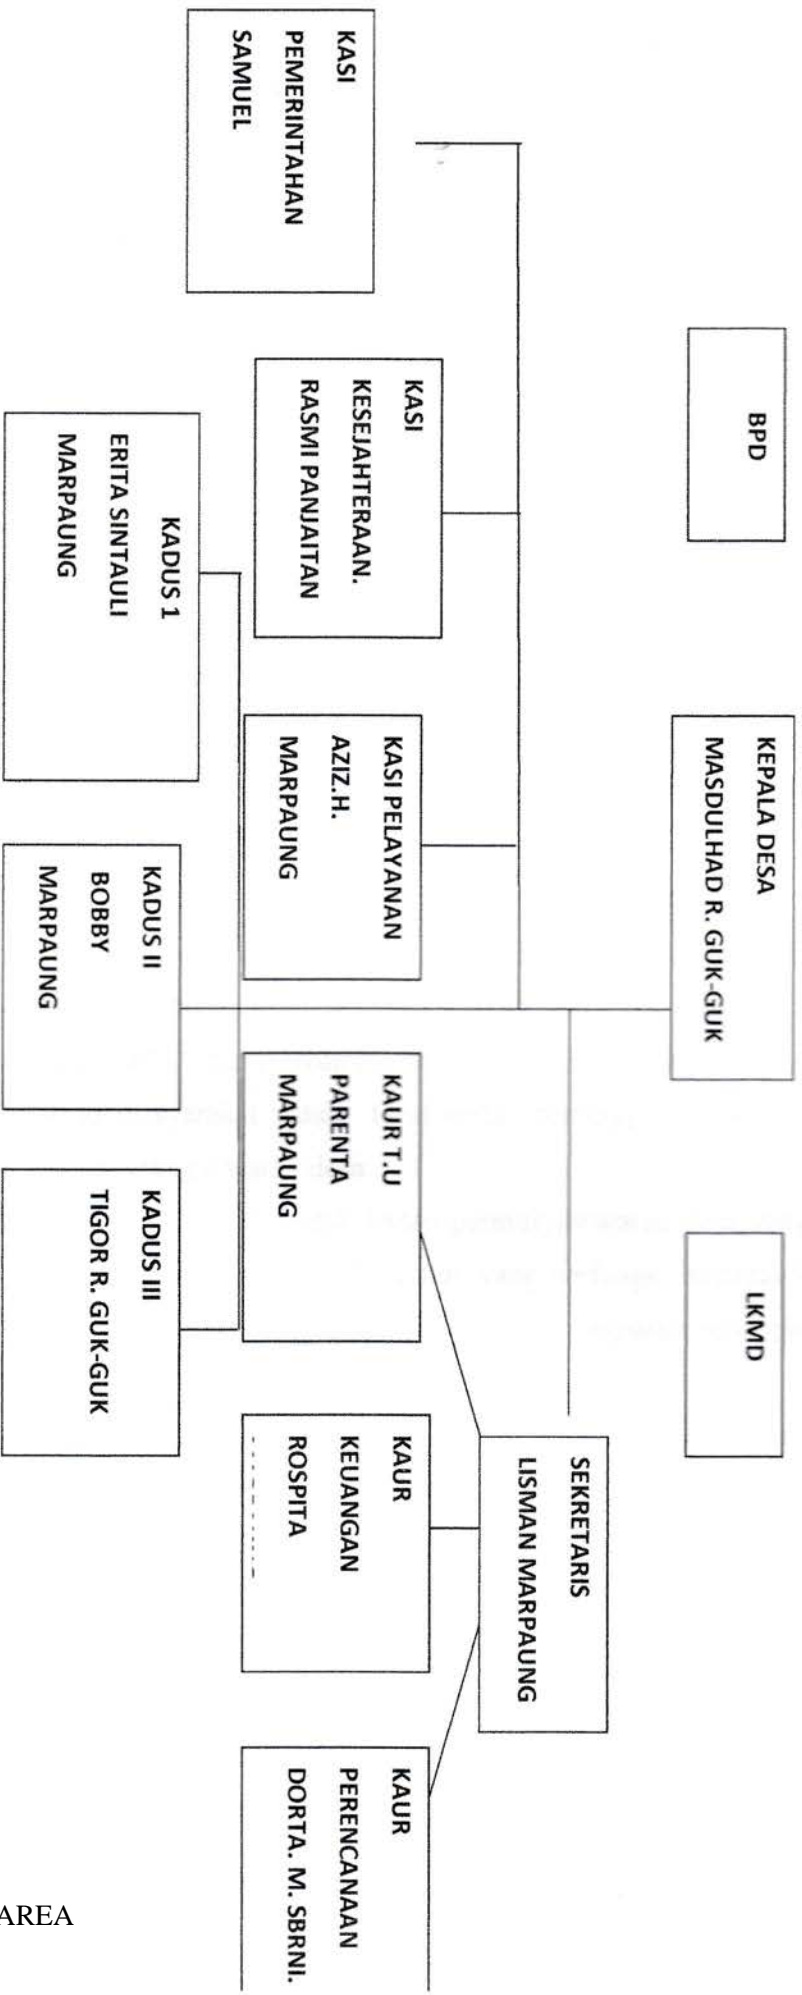 BPD
KEPALA DESA
MASDULHAD R. GUK-GUK
LKMD
SEKRETARIS
LISMAN MARPAUNG
KASI
PEMERINTAHAN
SAMUEL
KASI
KESEJAHTERAAN.
RASMI PANJAITAN
KASI PELAYANAN
AZIZ.H.
MARPAUNG
KAUR T.U
PARENTA
MARPAUNG
KAUR
KEUANGAN
ROSPITA
KAUR
PERENCANAAN
DORTA. M. SBRNI.
KADUS 1
ERITA SINTAULI
MARPAUNG
KADUS II
BOBBY
MARPAUNG
KADUS III
TIGOR R. GUK-GUK
AREA